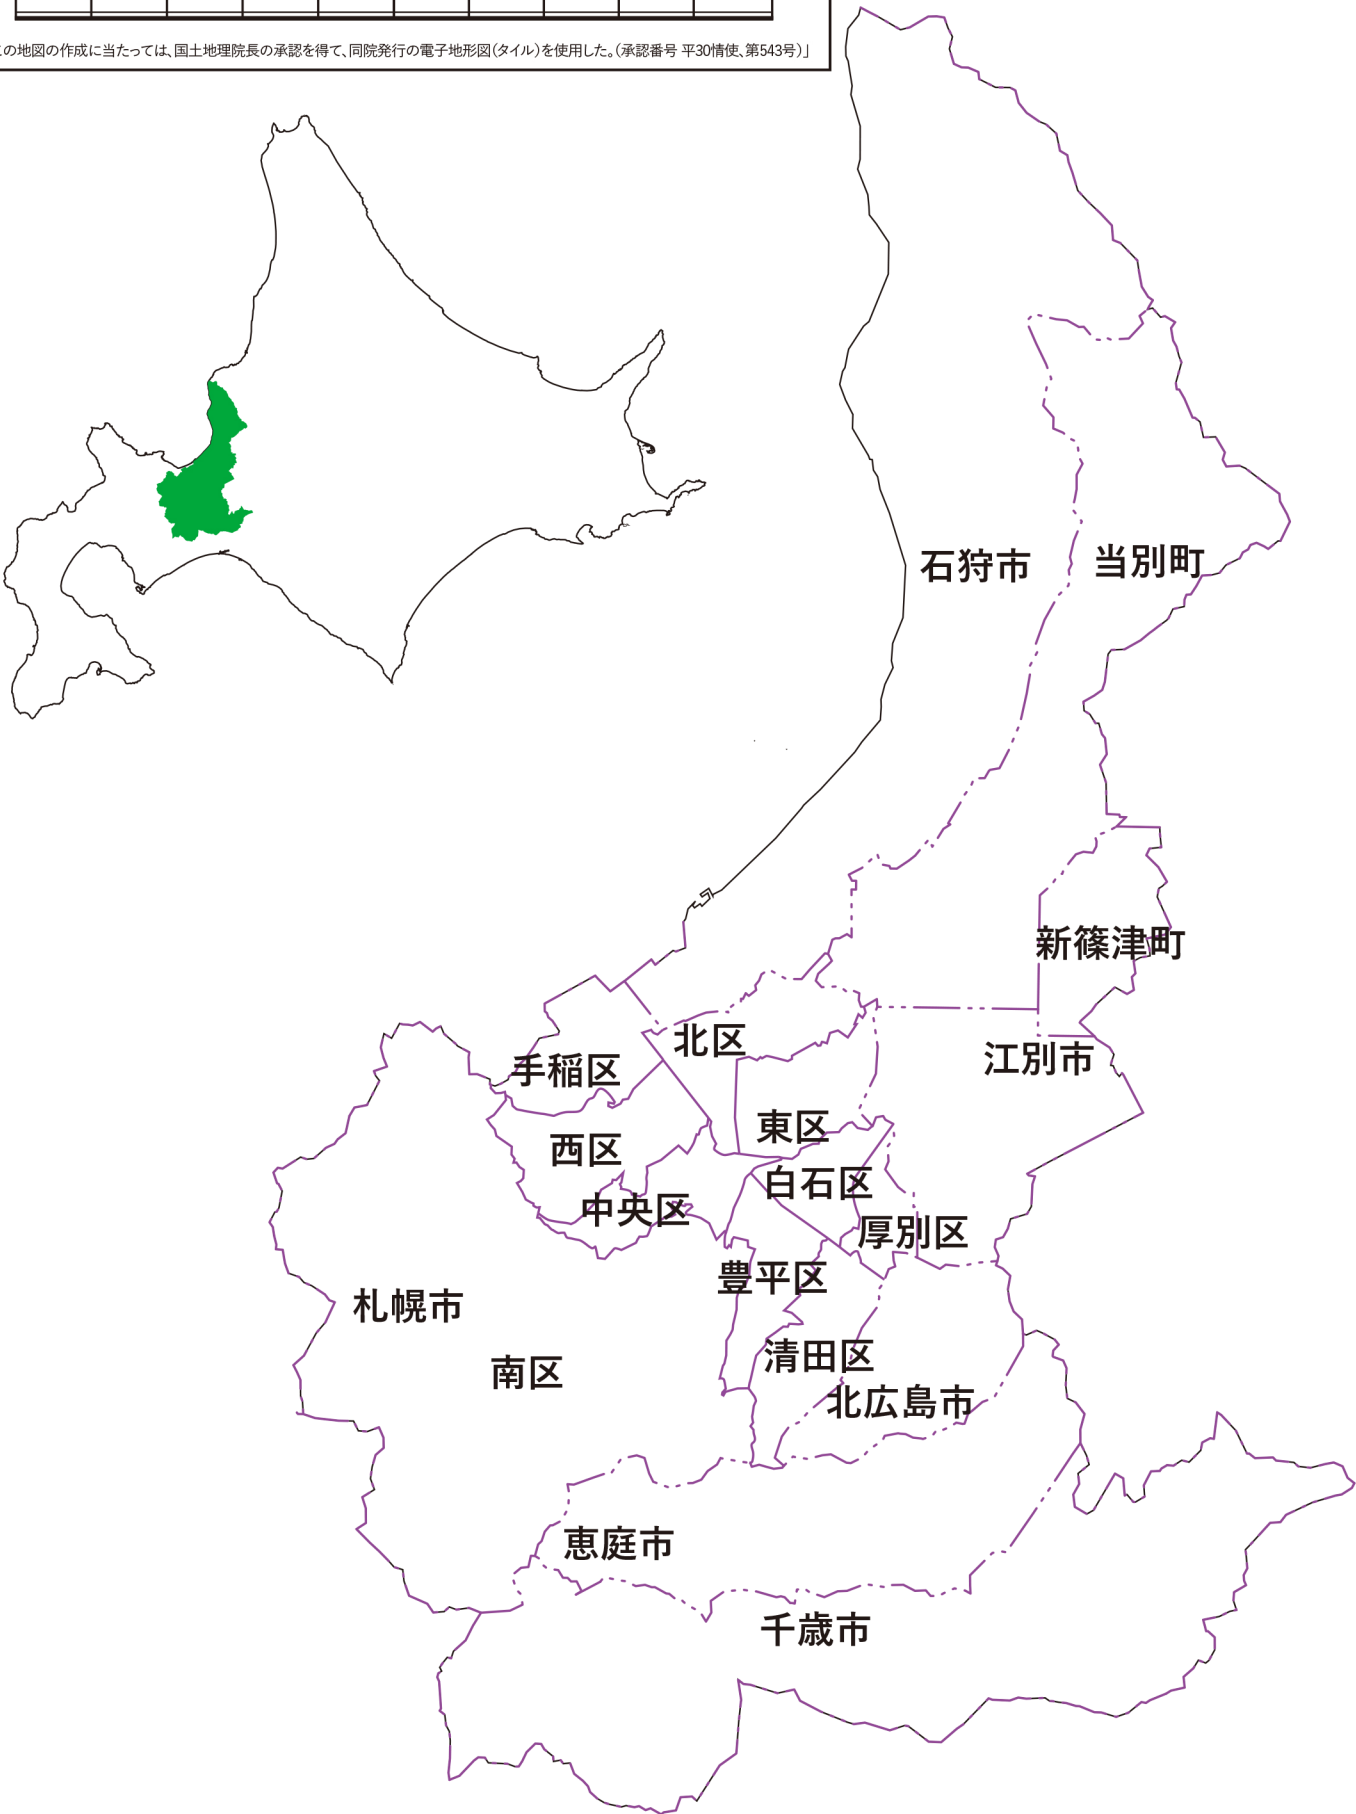 の地図の作成に当たっては、国土地理院長の承認を得て、同院発行の電子地形図（タイル）を使用した。（承認番号 平30情使、第543号）」
石狩市
当別町
新篠津町
北区
江別市
手稲区
東区
西区
白石区
中央区
厚別区
豊平区
札幌市
清田区
南区
北広島市
恵庭市
千歳市